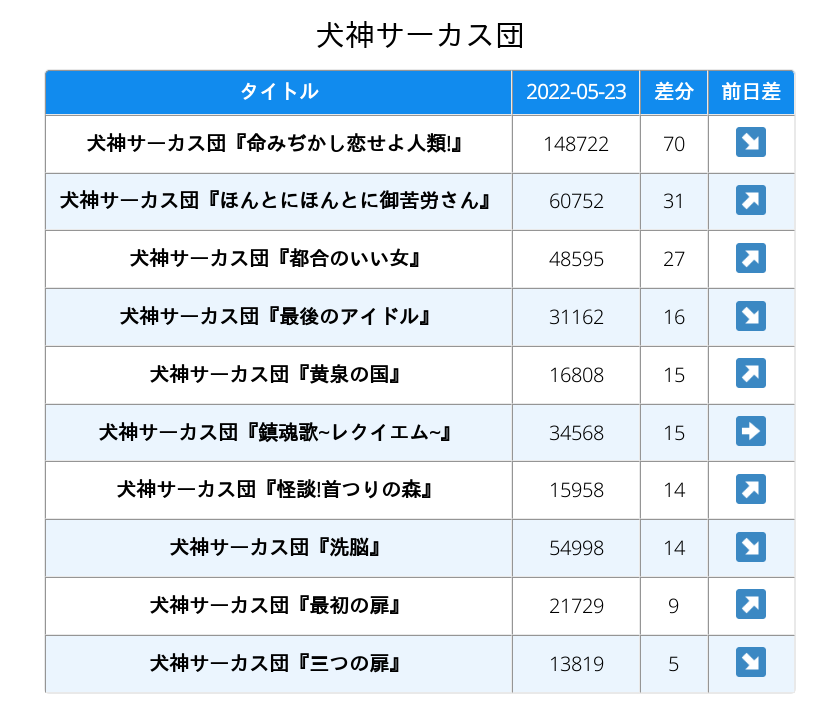 犬神サーカス団
タイトル 2022-05-23 差分 前日差
犬神サーカス団『命みぢかし恋せよ人類!』 148722 70 ↘
犬神サーカス団『ほんとにほんとに御苦労さん』 60752 31 ↗
犬神サーカス団『都合のいい女』 48595 27 ↗
犬神サーカス団『最後のアイドル』 31162 16 ↘
犬神サーカス団『黄泉の国』 16808 15 ↗
犬神サーカス団『鎮魂歌~レクイエム~』 34568 15 ➡
犬神サーカス団『怪談!首つりの森』 15958 14 ↗
犬神サーカス団『洗脳』 54998 14 ↘
犬神サーカス団『最初の扉』 21729 9 ↗
犬神サーカス団『三つの扉』 13819 5 ↘